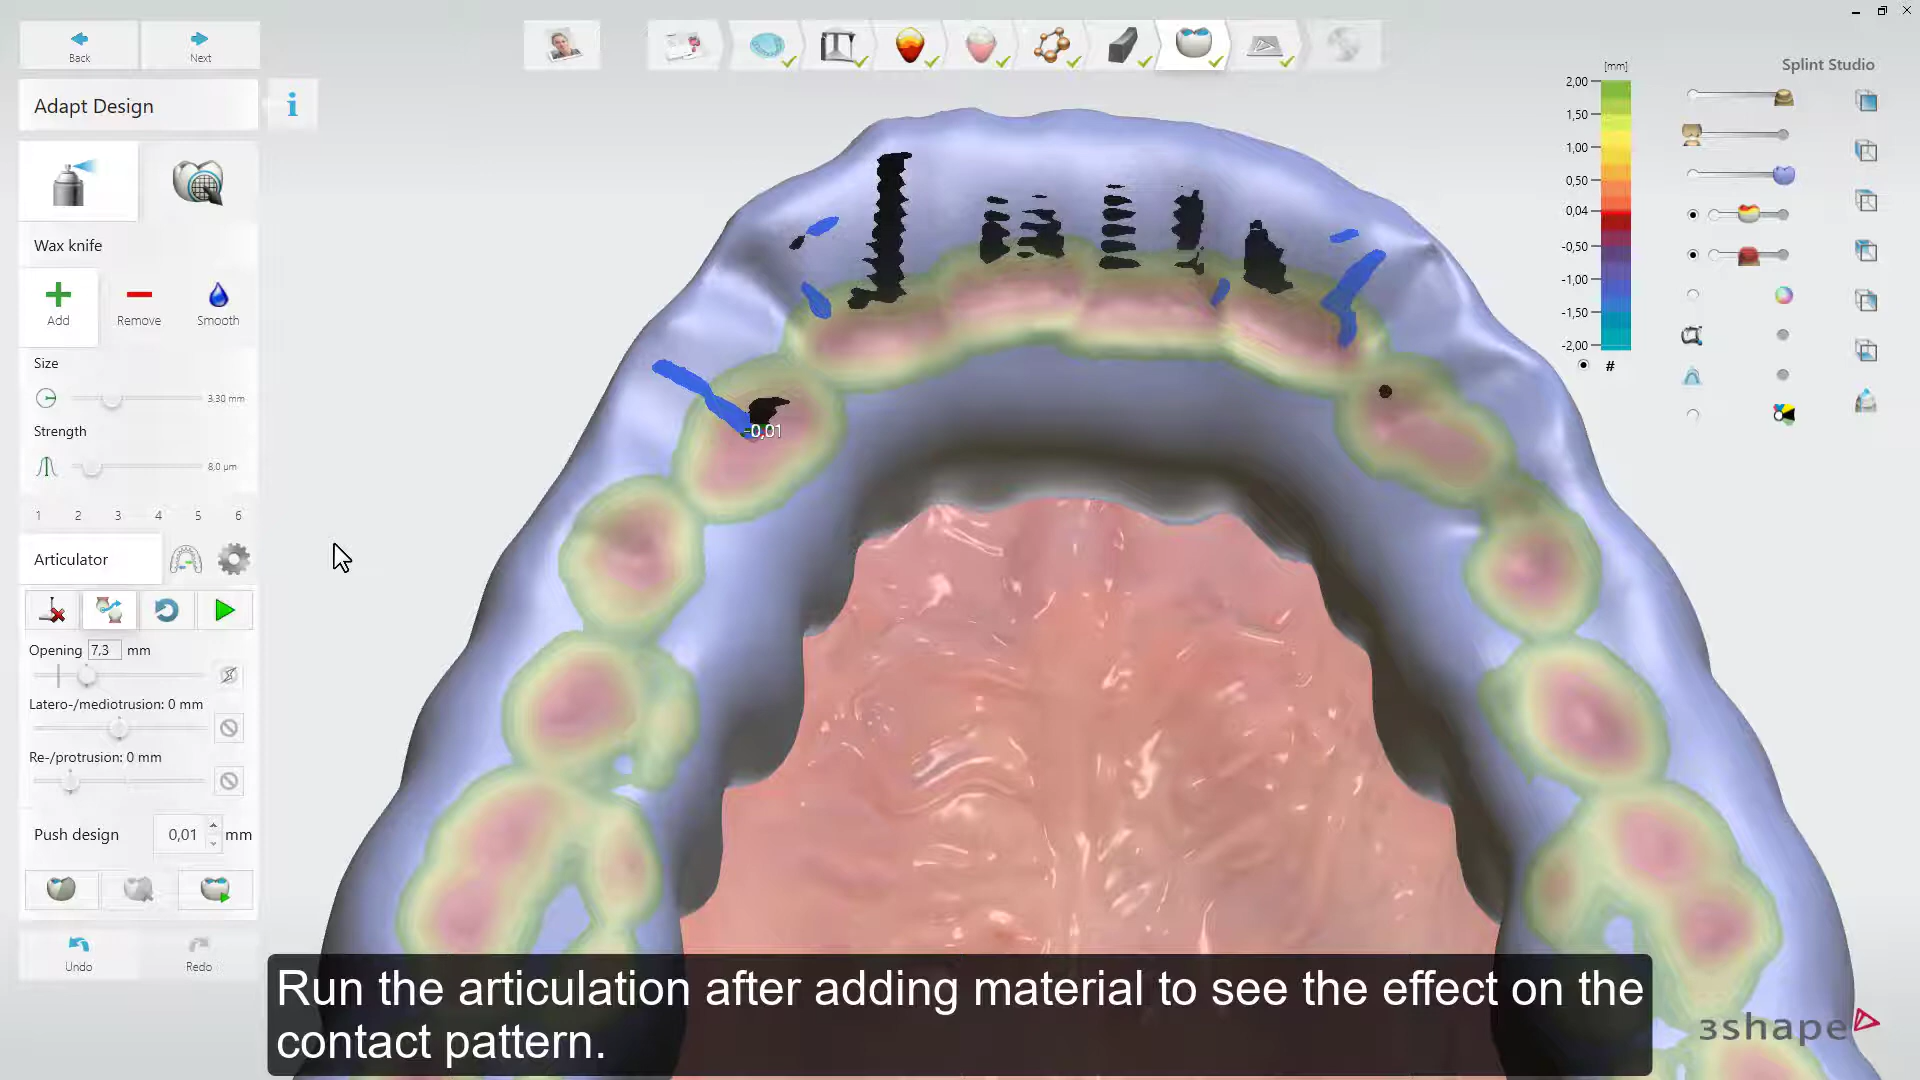 Back
Next
Adapt Design
i
Wax knife
Add
Remove
Smooth
Size
3,30 mm
Strength
8,0 µm
1 2 3 4 5 6
Articulator
Opening 7,3 mm
Latero-/mediotrusion: 0 mm
Re-/protrusion: 0 mm
Push design 0,01 mm
Undo
Redo
-0,01
[mm]
2,00
1,50
1,00
0,50
0,04
-0,50
-1,00
-1,50
-2,00
#
Splint Studio
Run the articulation after adding material to see the effect on the
contact pattern.
3shape